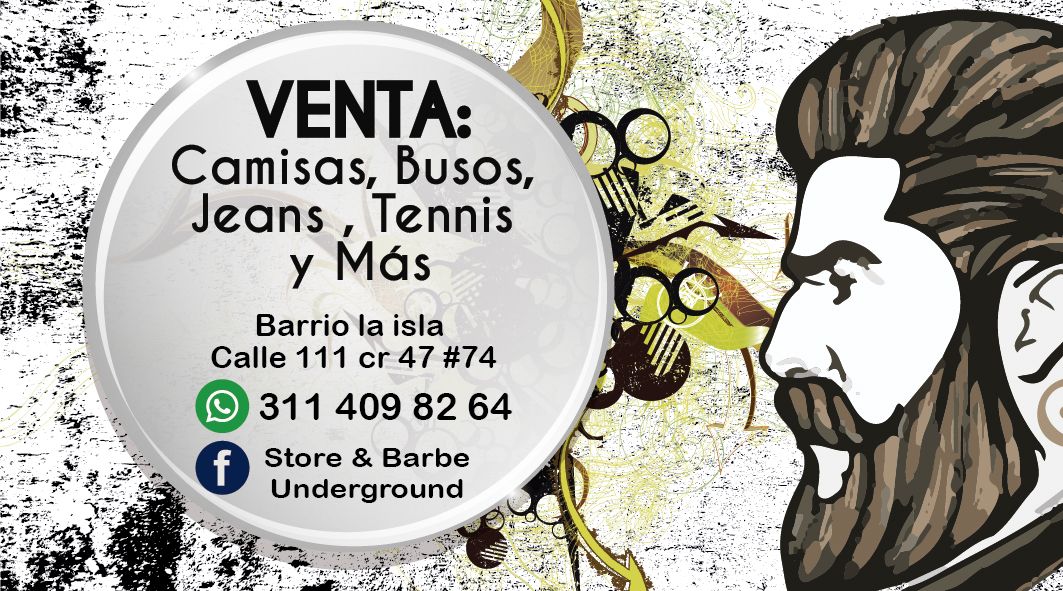 VENTA:
Camisas, Busos,
Jeans , Tennis
y Más
Barrio la isla
Calle 111 cr 47 #74
311 409 82 64
f Store & Barbe
Underground